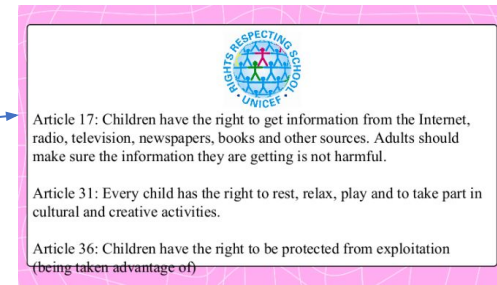 RIGHTS RESPECTING SCHOOL
• UNICEF •
Article 17: Children have the right to get information from the Internet,
radio, television, newspapers, books and other sources. Adults should
make sure the information they are getting is not harmful.
Article 31: Every child has the right to rest, relax, play and to take part in
cultural and creative activities.
Article 36: Children have the right to be protected from exploitation
(being taken advantage of)